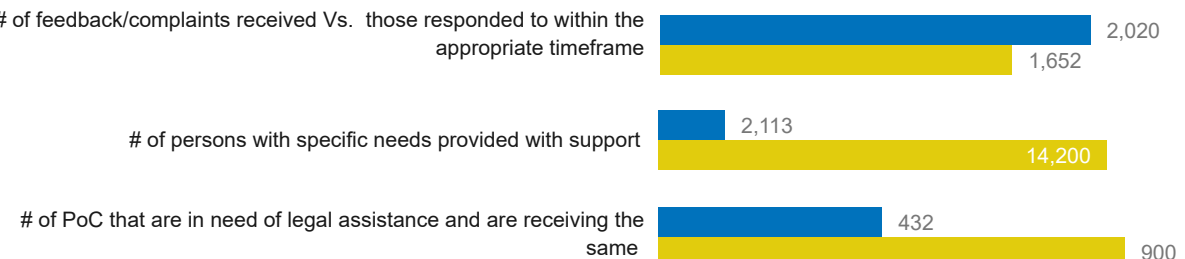 # of feedback/complaints received Vs.  those responded to within the
appropriate timeframe
2,020
1,652
# of persons with specific needs provided with support
2,113
14,200
# of PoC that are in need of legal assistance and are receiving the
same
432
900